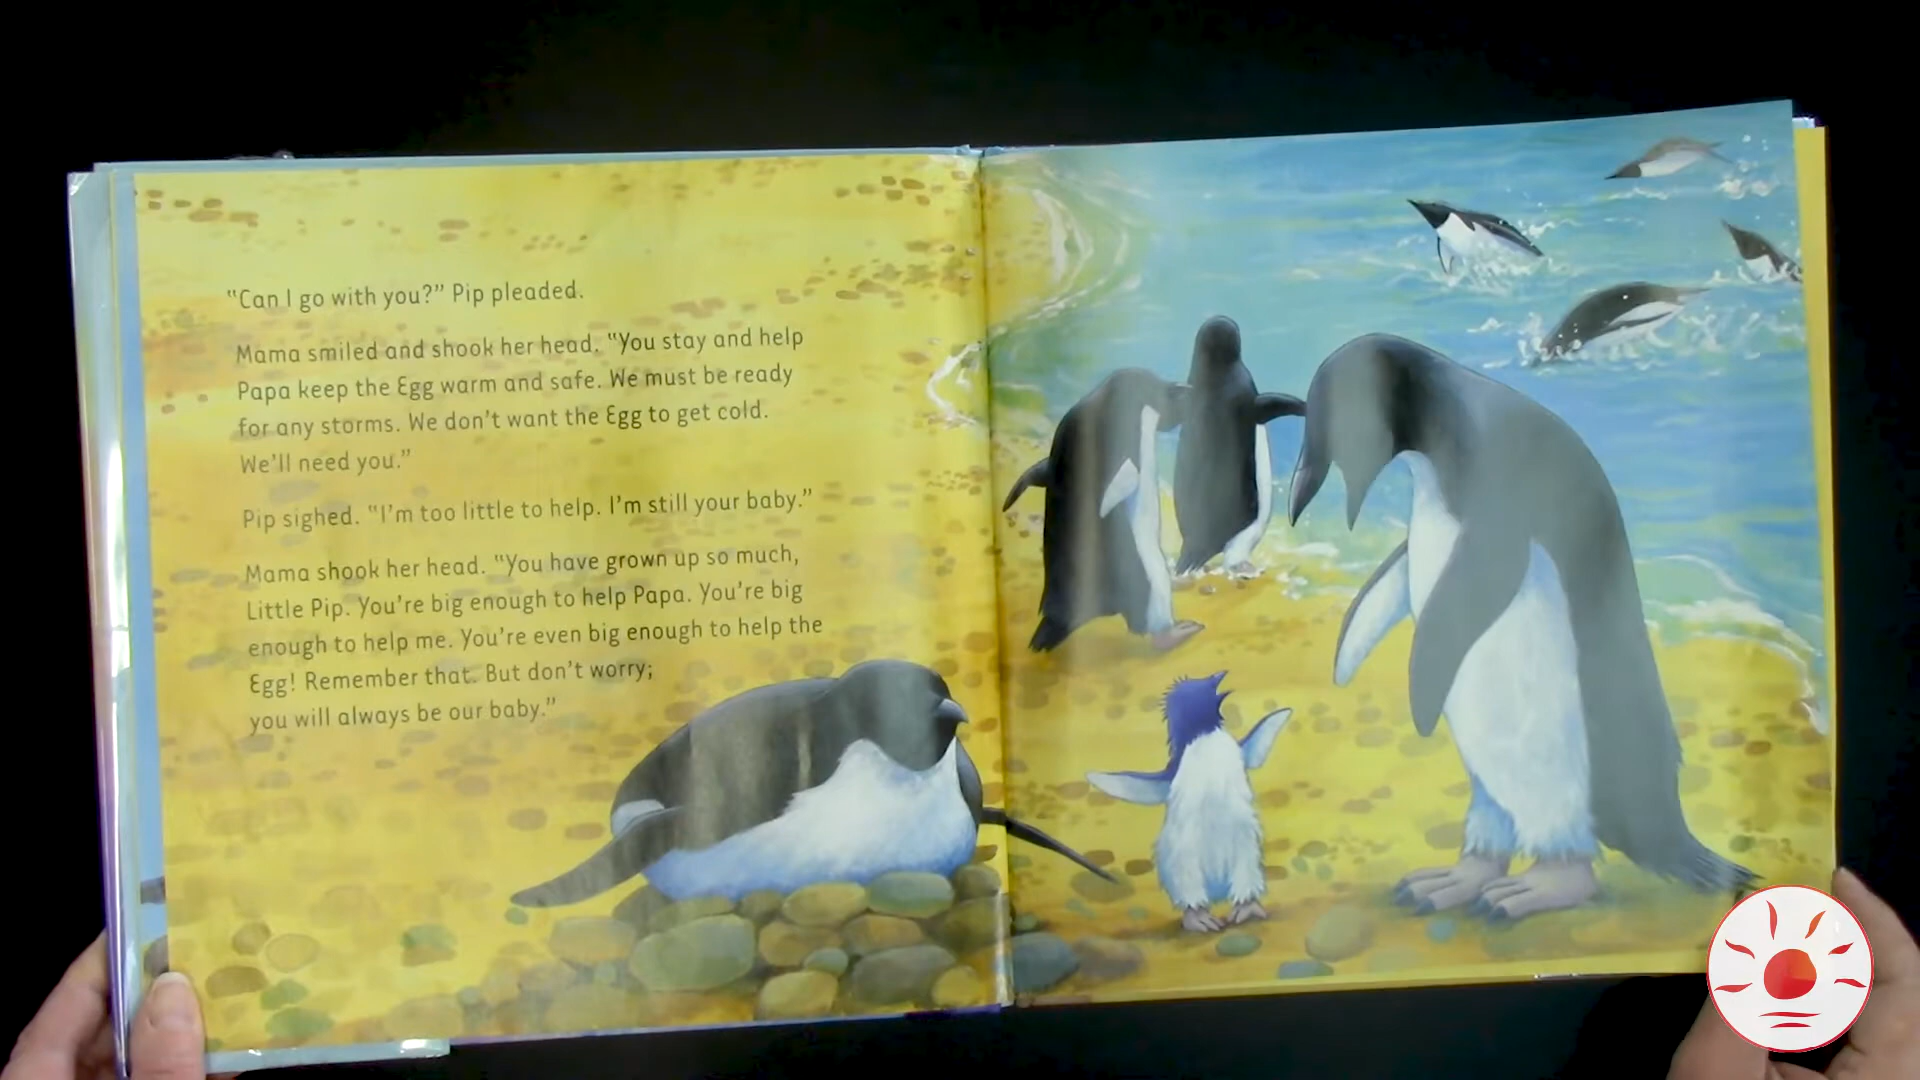 "Can I go with you?" Pip pleaded.
Mama smiled and shook her head. "You stay and help
Papa keep the Egg warm and safe. We must be ready
for any storms. We don't want the Egg to get cold.
We'll need you."
Pip sighed. "I'm too little to help. I'm still your baby."
Mama shook her head. "You have grown up so much,
Little Pip. You're big enough to help Papa. You're big
enough to help me. You're even big enough to help the
Egg! Remember that. But don't worry;
you will always be our baby."